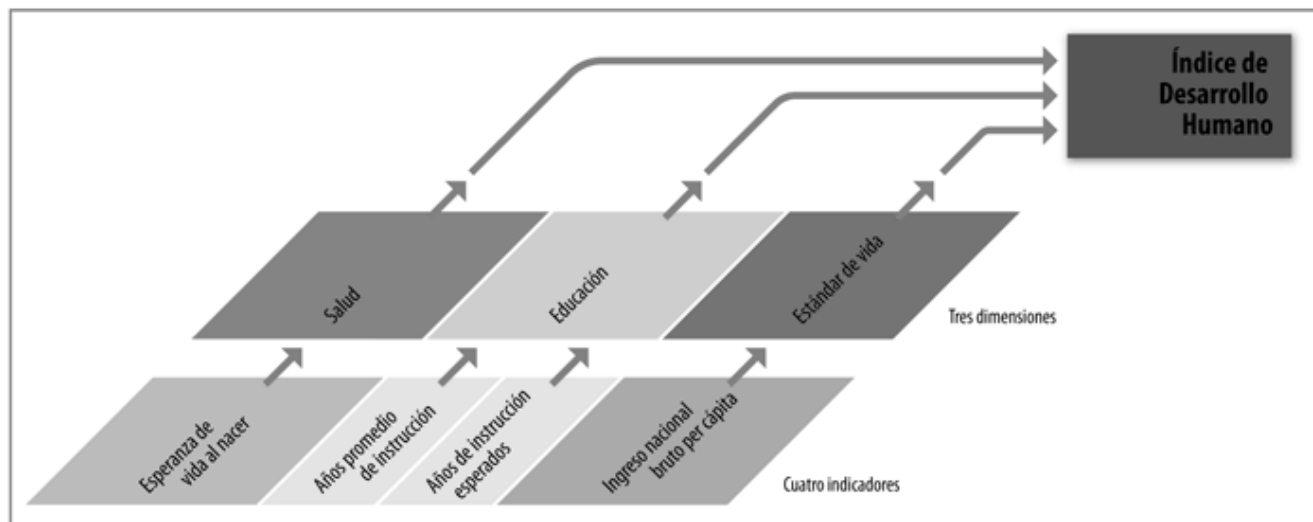 Índice de
Desarrollo
Humano
Salud
Educación
Estándar de vida
Tres dimensiones
Esperanza de
vida al nacer
Años promedio
de instrucción
Años de instrucción
esperados
Ingreso nacional
bruto per cápita
Cuatro indicadores